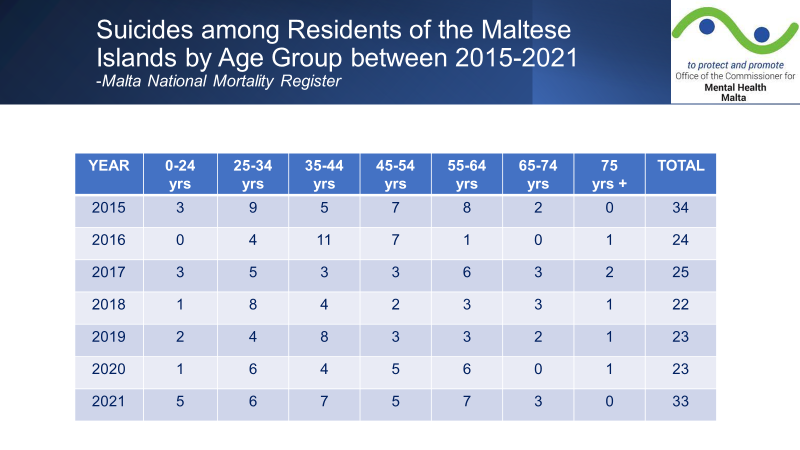 Suicides among Residents of the Maltese
Islands by Age Group between 2015-2021
-Malta National Mortality Register
to protect and promote
Office of the Commissioner for
Mental Health
Malta
YEAR 0-24 yrs 25-34 yrs 35-44 yrs 45-54 yrs 55-64 yrs 65-74 yrs 75 yrs + TOTAL
2015 3 9 5 7 8 2 0 34
2016 0 4 11 7 1 0 1 24
2017 3 5 3 3 6 3 2 25
2018 1 8 4 2 3 3 1 22
2019 2 4 8 3 3 2 1 23
2020 1 6 4 5 6 0 1 23
2021 5 6 7 5 7 3 0 33